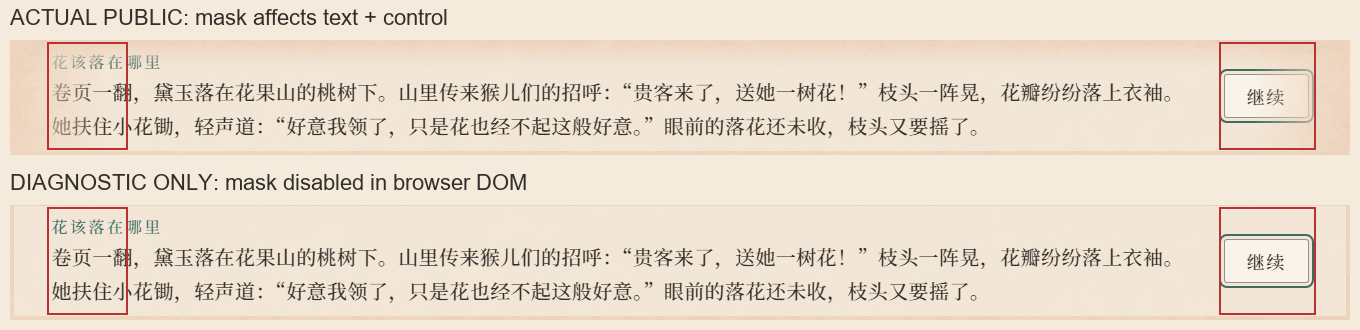 ACTUAL PUBLIC: mask affects text + control
花该落在哪里
卷页一翻，黛玉落在花果山的桃树下。山里传来猴儿们的招呼：“贵客来了，送她一树花！”枝头一阵晃，花瓣纷纷落上衣袖。
她扶住小花锄，轻声道：“好意我领了，只是花也经不起这般好意。”眼前的落花还未收，枝头又要摇了。
继续
DIAGNOSTIC ONLY: mask disabled in browser DOM
花该落在哪里
卷页一翻，黛玉落在花果山的桃树下。山里传来猴儿们的招呼：“贵客来了，送她一树花！”枝头一阵晃，花瓣纷纷落上衣袖。
她扶住小花锄，轻声道：“好意我领了，只是花也经不起这般好意。”眼前的落花还未收，枝头又要摇了。
继续